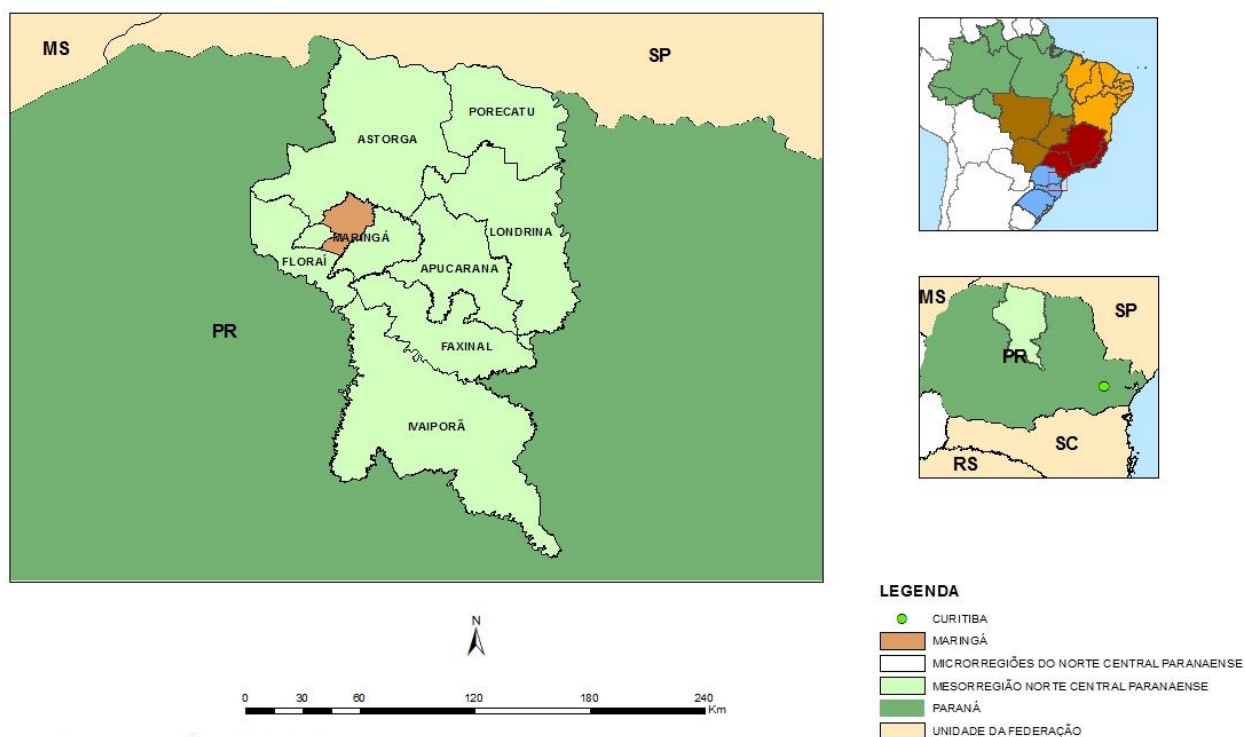 MS
SP
PORECATU
ASTORGA
MARINGÁ
LONDRINA
FLORAÍ
APUCARANA
PR
FAXINAL
IVAIPORÃ
MS
SP
PR
SC
RS
N
0 30 60 120 180 240
Km
LEGENDA
CURITIBA
MARINGÁ
MICRORREGIÕES DO NORTE CENTRAL PARANAENSE
MESORREGIÃO NORTE CENTRAL PARANAENSE
PARANÁ
UNIDADE DA FEDERAÇÃO